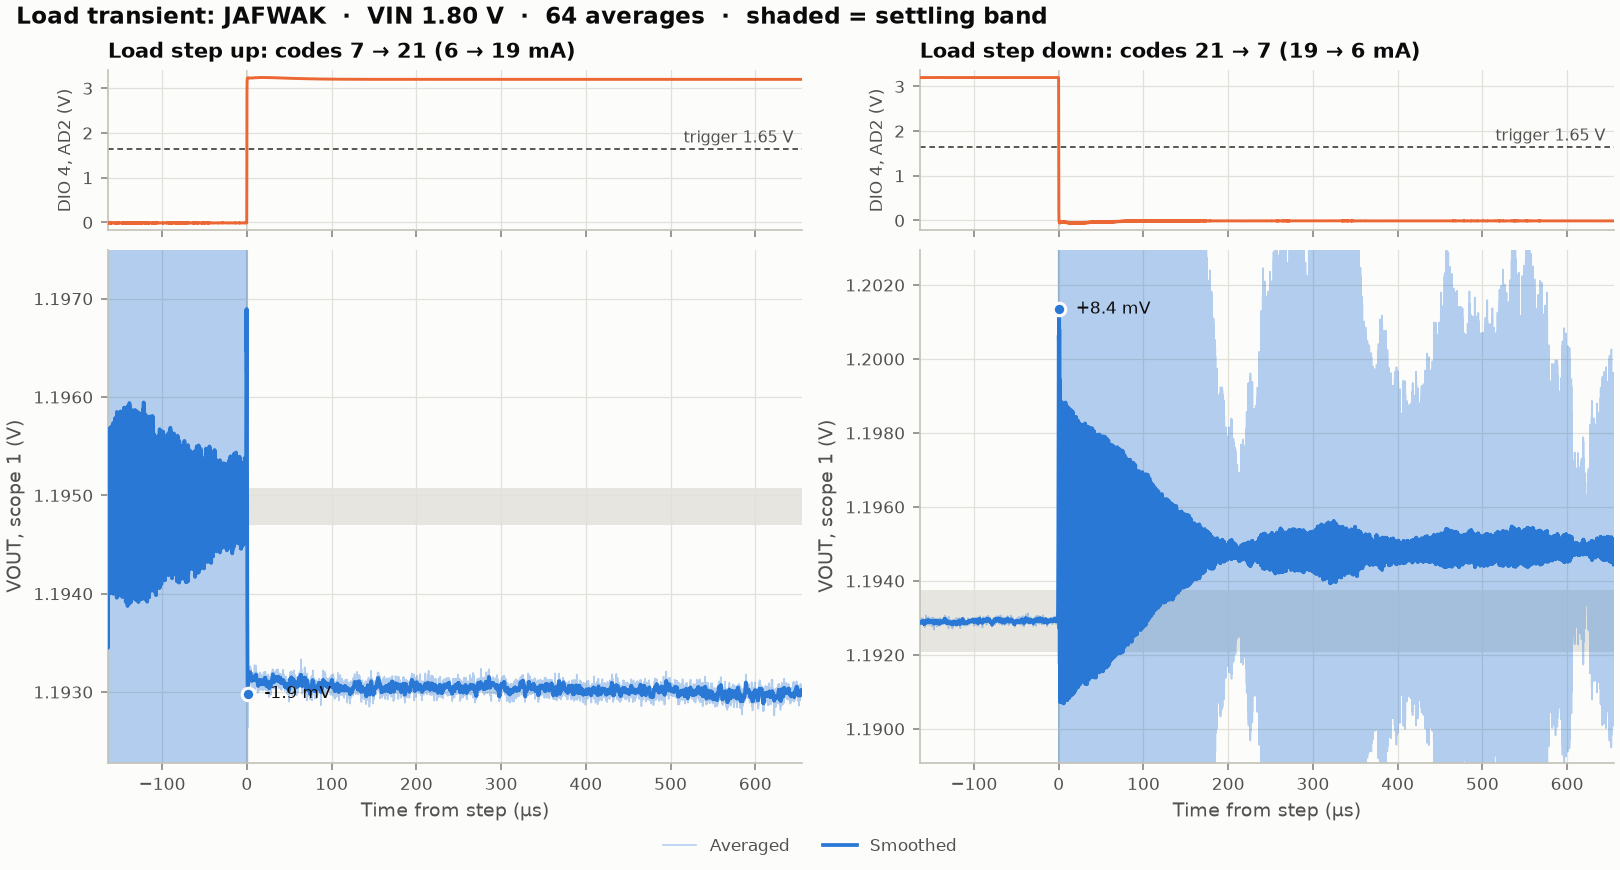 Load transient: JAFWAK · VIN 1.80 V · 64 averages · shaded = settling band
Load step up: codes 7 → 21 (6 → 19 mA)
DIO 4, AD2 (V)
3
2
1
0
trigger 1.65 V
VOUT, scope 1 (V)
1.1970
1.1960
1.1950
1.1940
1.1930
-1.9 mV
−100
0
100
200
300
400
500
600
Time from step (µs)
Load step down: codes 21 → 7 (19 → 6 mA)
DIO 4, AD2 (V)
3
2
1
0
trigger 1.65 V
VOUT, scope 1 (V)
1.2020
1.2000
1.1980
1.1960
1.1940
1.1920
1.1900
+8.4 mV
−100
0
100
200
300
400
500
600
Time from step (µs)
Averaged
Smoothed